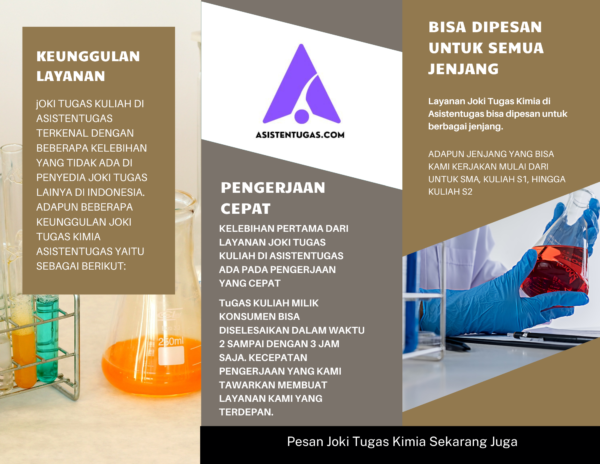 KEUNGGULAN
LAYANAN
jOKI TUGAS KULIAH DI
ASISTENTUGAS
TERKENAL DENGAN
BEBERAPA KELEBIHAN
YANG TIDAK ADA DI
PENYEDIA JOKI TUGAS
LAINYA DI INDONESIA.
ADAPUN BEBERAPA
KEUNGGULAN JOKI
TUGAS KIMIA
ASISTENTUGAS YAITU
SEBAGAI BERIKUT:
250ml
ASISTENTUGAS.COM
PENGERJAAN
CEPAT
KELEBIHAN PERTAMA DARI
LAYANAN JOKI TUGAS
KULIAH DI ASISTENTUGAS
ADA PADA PENGERJAAN
YANG CEPAT
TuGAS KULIAH MILIK
KONSUMEN BISA
DISELESAIKAN DALAM WAKTU
2 SAMPAI DENGAN 3 JAM
SAJA. KECEPATAN
PENGERJAAN YANG KAMI
TAWARKAN MEMBUAT
LAYANAN KAMI YANG
TERDEPAN.
BISA DIPESAN
UNTUK SEMUA
JENJANG
Layanan Joki Tugas Kimia di
Asistentugas bisa dipesan untuk
berbagai jenjang.
ADAPUN JENJANG YANG BISA
KAMI KERJAKAN MULAI DARI
UNTUK SMA, KULIAH S1, HINGGA
KULIAH S2
Pesan Joki Tugas Kimia Sekarang Juga